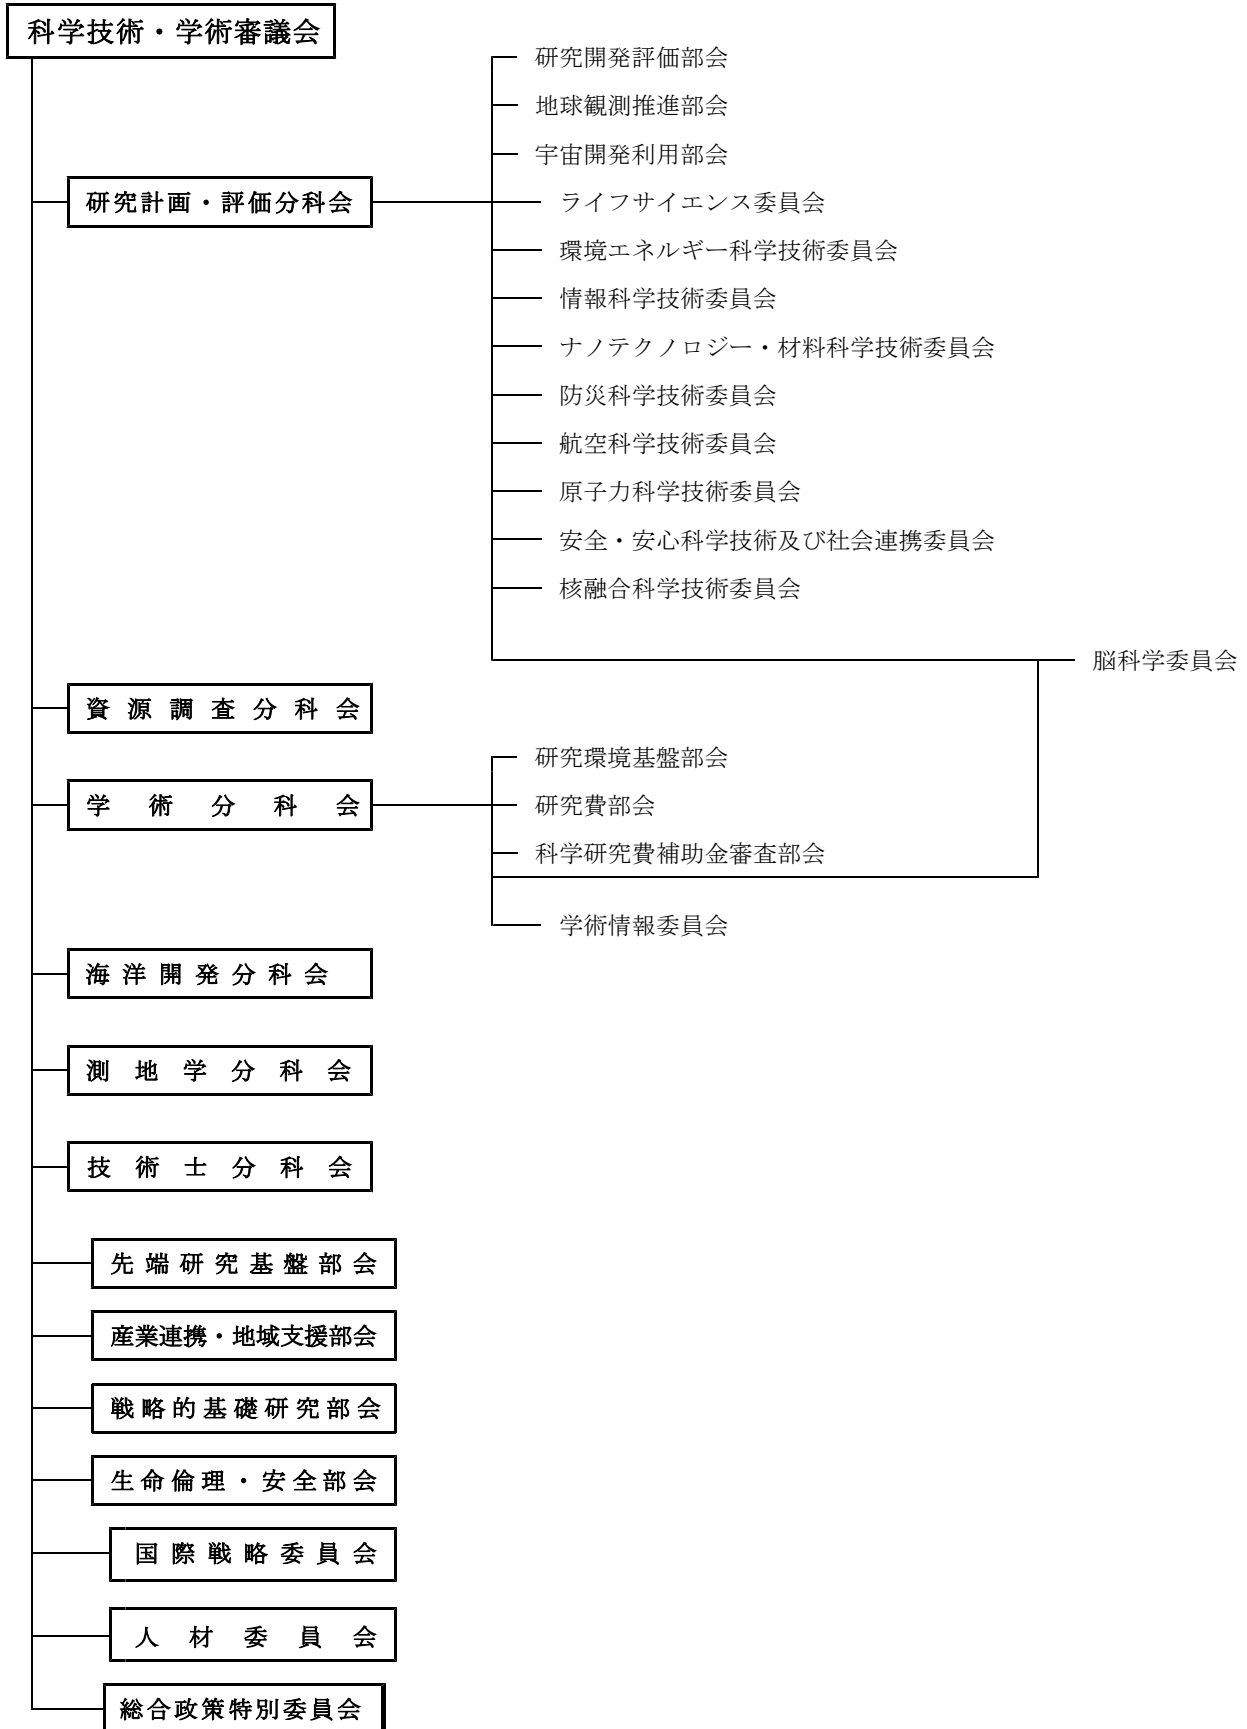 科学技術・学術審議会
研究開発評価部会
地球観測推進部会
宇宙開発利用部会
研究計画・評価分科会
ライフサイエンス委員会
環境エネルギー科学技術委員会
情報科学技術委員会
ナノテクノロジー・材料科学技術委員会
防災科学技術委員会
航空科学技術委員会
原子力科学技術委員会
安全・安心科学技術及び社会連携委員会
核融合科学技術委員会
脳科学委員会
資源調査分科会
研究環境基盤部会
学術分科会
研究費部会
科学研究費補助金審査部会
学術情報委員会
海洋開発分科会
測地学分科会
技術士分科会
先端研究基盤部会
産業連携・地域支援部会
戦略的基礎研究部会
生命倫理・安全部会
国際戦略委員会
人材委員会
総合政策特別委員会